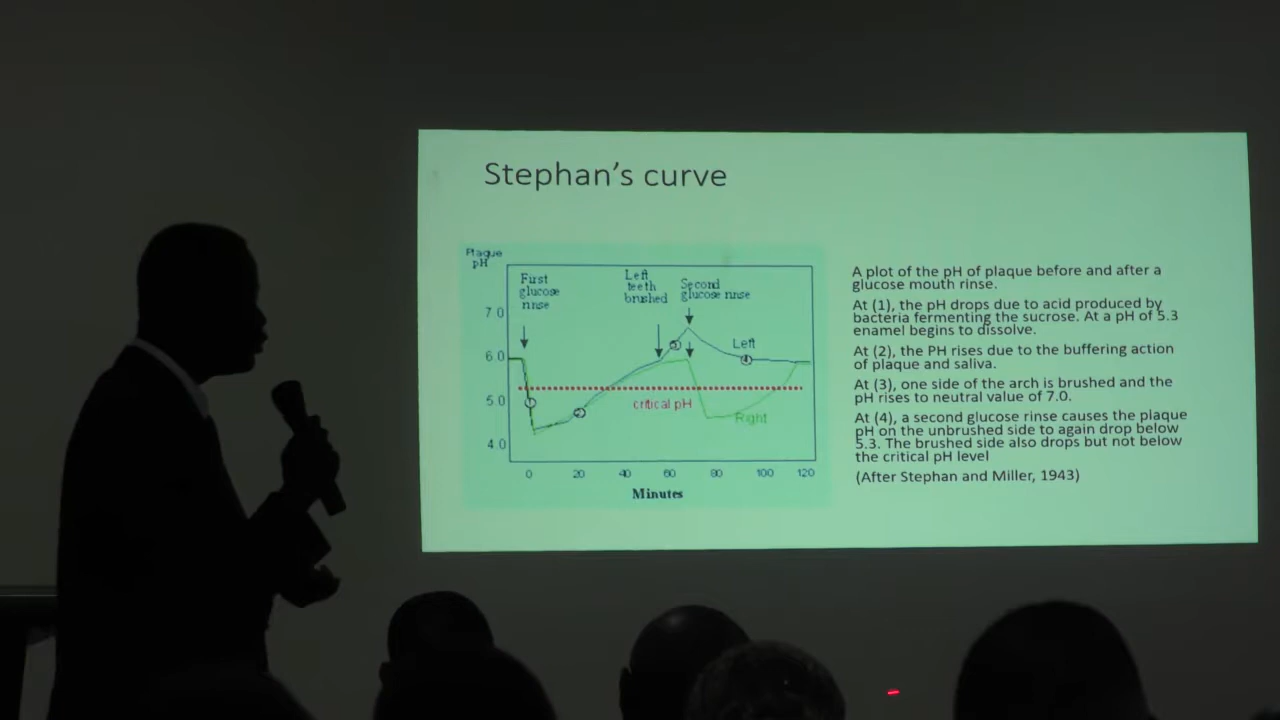 Stephan's curve
Plaque
pH
First
glucose
rinse
Left
teeth
brushed
Second
glucose rinse
7.0
6.0
5.0
4.0
Left
critical pH
Right
0
20
40
60
80
100
120
Minutes
A plot of the pH of plaque before and after a
glucose mouth rinse.
At (1), the pH drops due to acid produced by
bacteria fermenting the sucrose. At a pH of 5.3
enamel begins to dissolve.
At (2), the PH rises due to the buffering action
of plaque and saliva.
At (3), one side of the arch is brushed and the
pH rises to neutral value of 7.0.
At (4), a second glucose rinse causes the plaque
pH on the unbrushed side to again drop below
5.3. The brushed side also drops but not below
the critical pH level
(After Stephan and Miller, 1943)